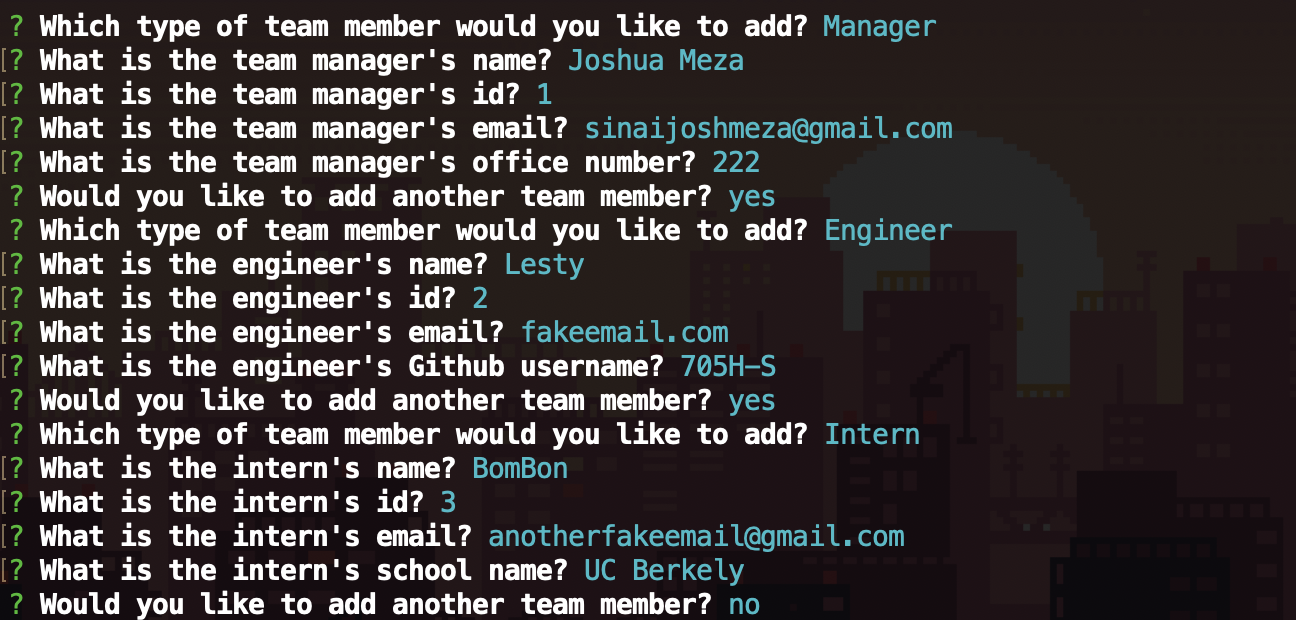 ? Which type of team member would you like to add? Manager
[? What is the team manager's name? Joshua Meza
[? What is the team manager's id? 1
[? What is the team manager's email? sinaijoshmeza@gmail.com
[? What is the team manager's office number? 222
? Would you like to add another team member? yes
? Which type of team member would you like to add? Engineer
[? What is the engineer's name? Lesty
[? What is the engineer's id? 2
[? What is the engineer's email? fakeemail.com
[? What is the engineer's Github username? 705H-S
? Would you like to add another team member? yes
? Which type of team member would you like to add? Intern
[? What is the intern's name? BomBon
[? What is the intern's id? 3
[? What is the intern's email? anotherfakeemail@gmail.com
[? What is the intern's school name? UC Berkely
? Would you like to add another team member? no